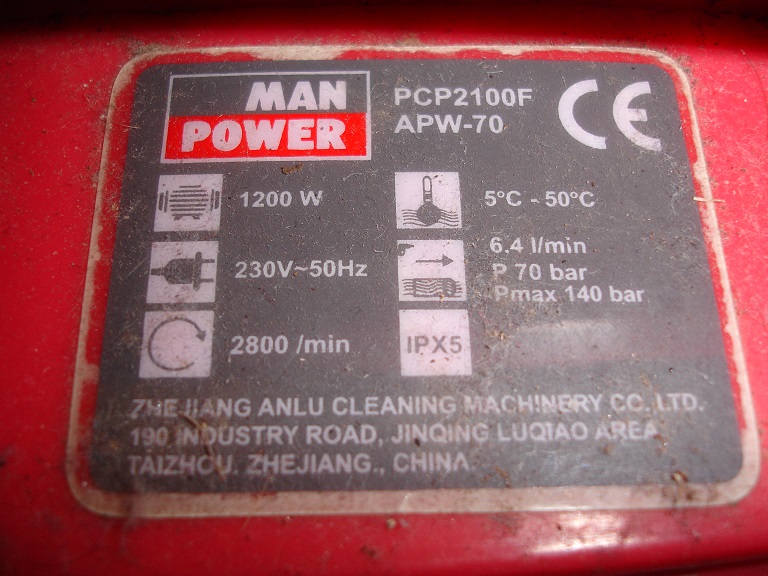 MAN
POWER
PCP2100F
APW-70
CE
1200 W
5°C - 50°C
230V~50Hz
6.4 l/min
P 70 bar
Pmax 140 bar
2800 /min
IPX5
ZHEJIANG ANLU CLEANING MACHINERY CO. LTD.
190 INDUSTRY ROAD, JINQING LUQIAO AREA
TAIZHOU. ZHEJIANG., CHINA.